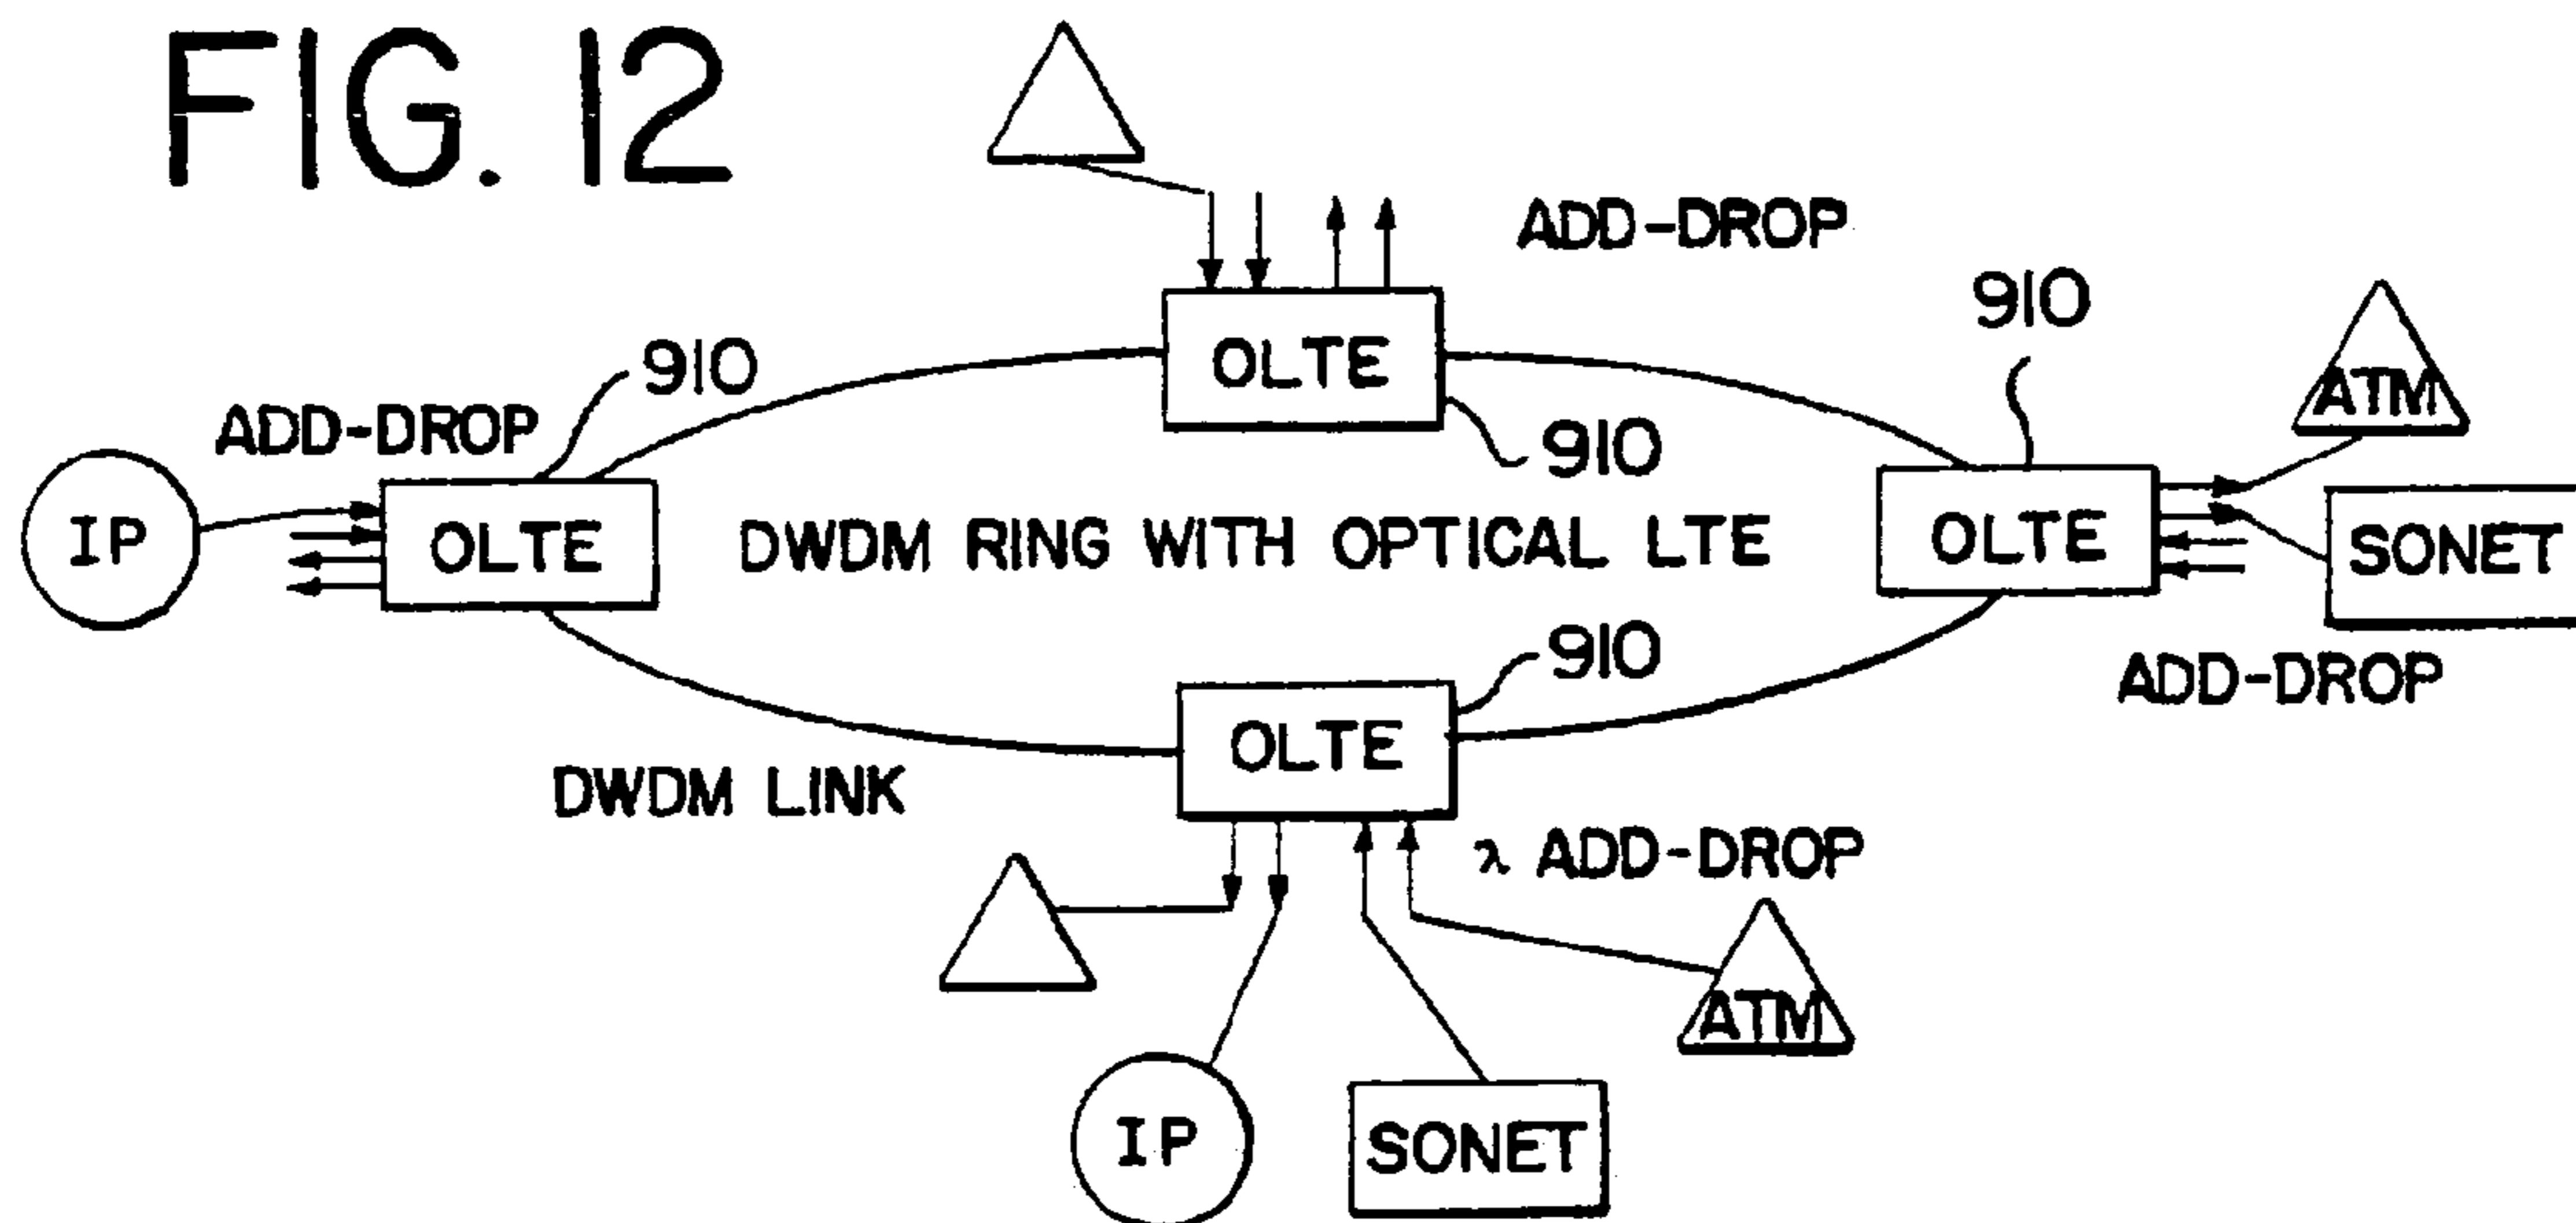 FIG. 12
ADD-DROP
910
ATM
OLTE
910
910
ADD-DROP
IP
OLTE
DWDM RING WITH OPTICAL LTE
OLTE
SONET
910
ADD-DROP
OLTE
DWDM LINK
λ ADD-DROP
ATM
IP
SONET